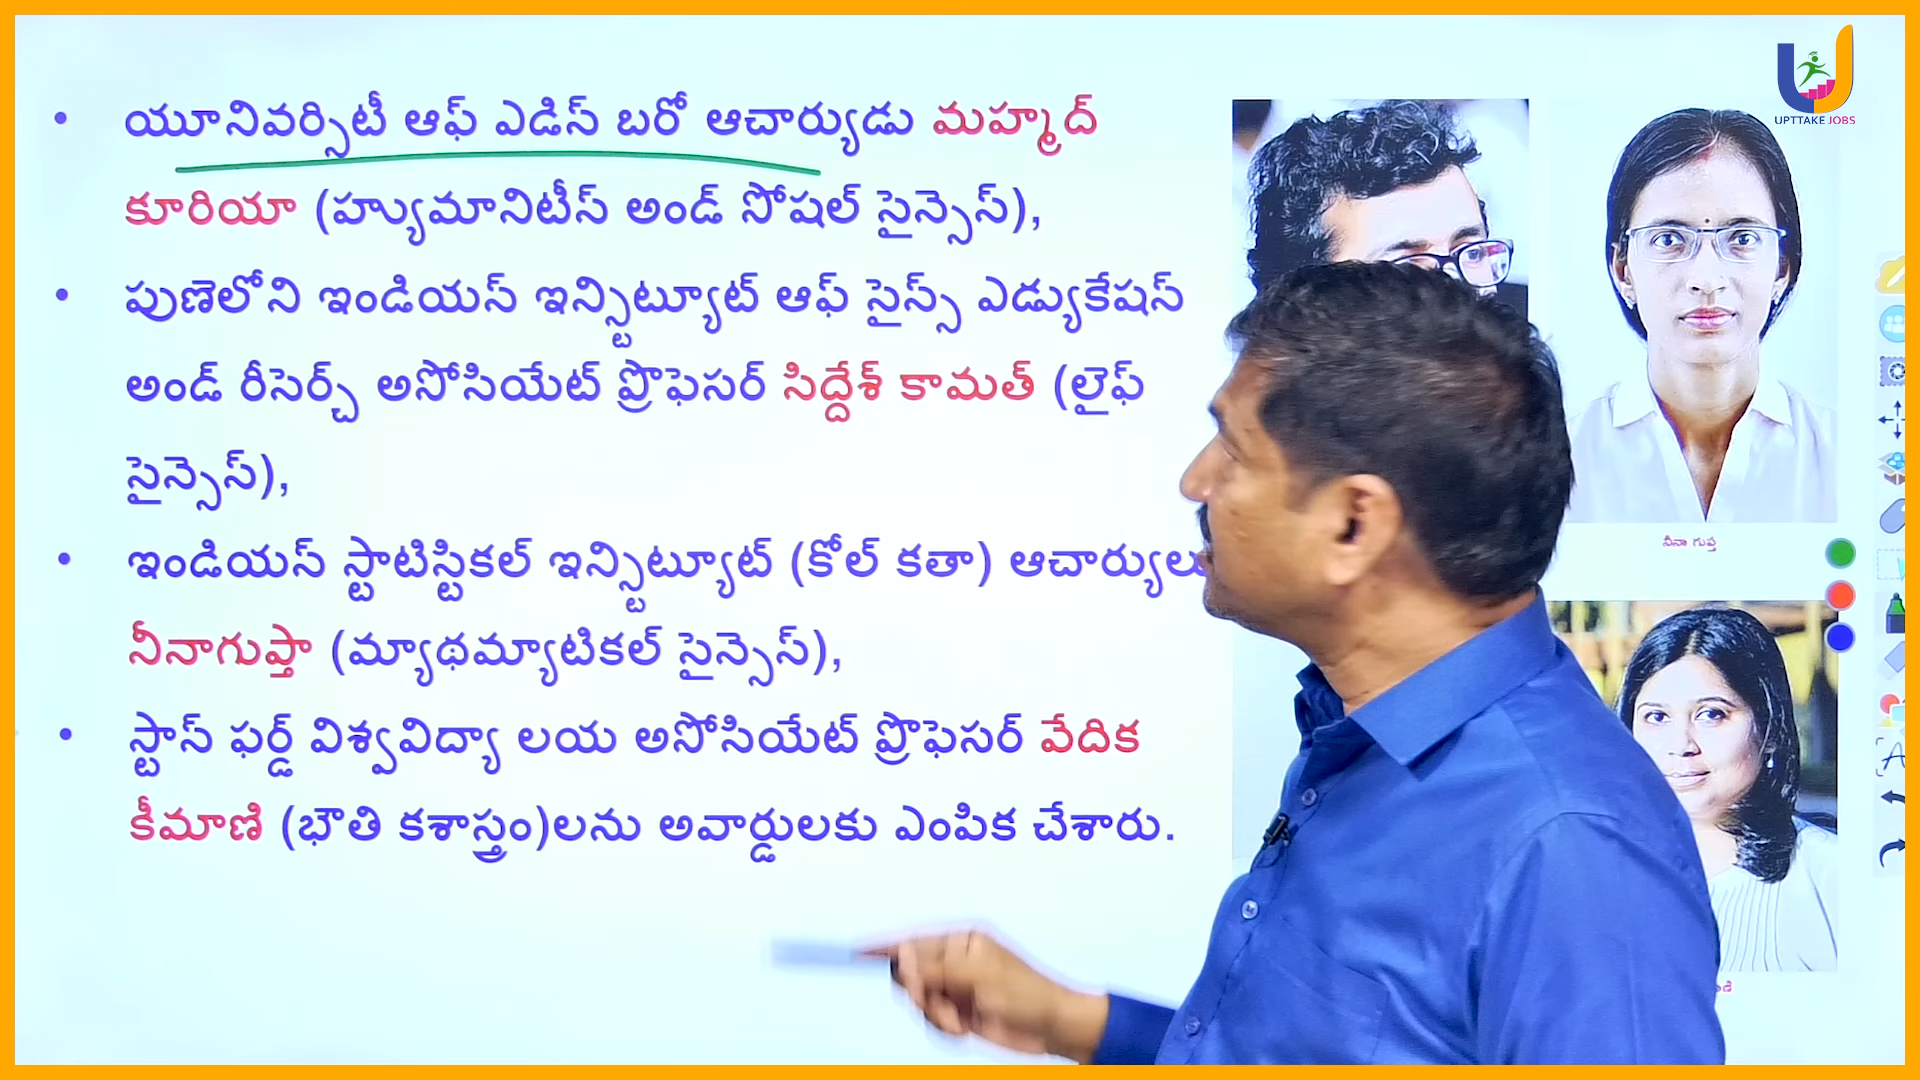 • యూనివర్సిటీ ఆఫ్ ఎడిన్ బరో ఆచార్యుడు మహ్మద్
కూరియా (హ్యుమానిటీస్ అండ్ సోషల్ సైన్సెస్),
• పుణెలోని ఇండియన్ ఇన్స్టిట్యూట్ ఆఫ్ సైన్స్ ఎడ్యుకేషన్
అండ్ రీసెర్చ్ అసోసియేట్ ప్రొఫెసర్ సిద్దేశ్ కామత్ (లైఫ్
సైన్సెస్),
• ఇండియన్ స్టాటిస్టికల్ ఇన్స్టిట్యూట్ (కోల్ కతా) ఆచార్యులు
నీనాగుప్తా (మ్యాథమ్యాటికల్ సైన్సెస్),
• స్టాన్ ఫర్డ్ విశ్వవిద్యా లయ అసోసియేట్ ప్రొఫెసర్ వేదిక
కీమాణి (భౌతి కశాస్త్రం)లను అవార్డులకు ఎంపిక చేశారు.
UPTTAKE JOBS
నీనా గుప్త